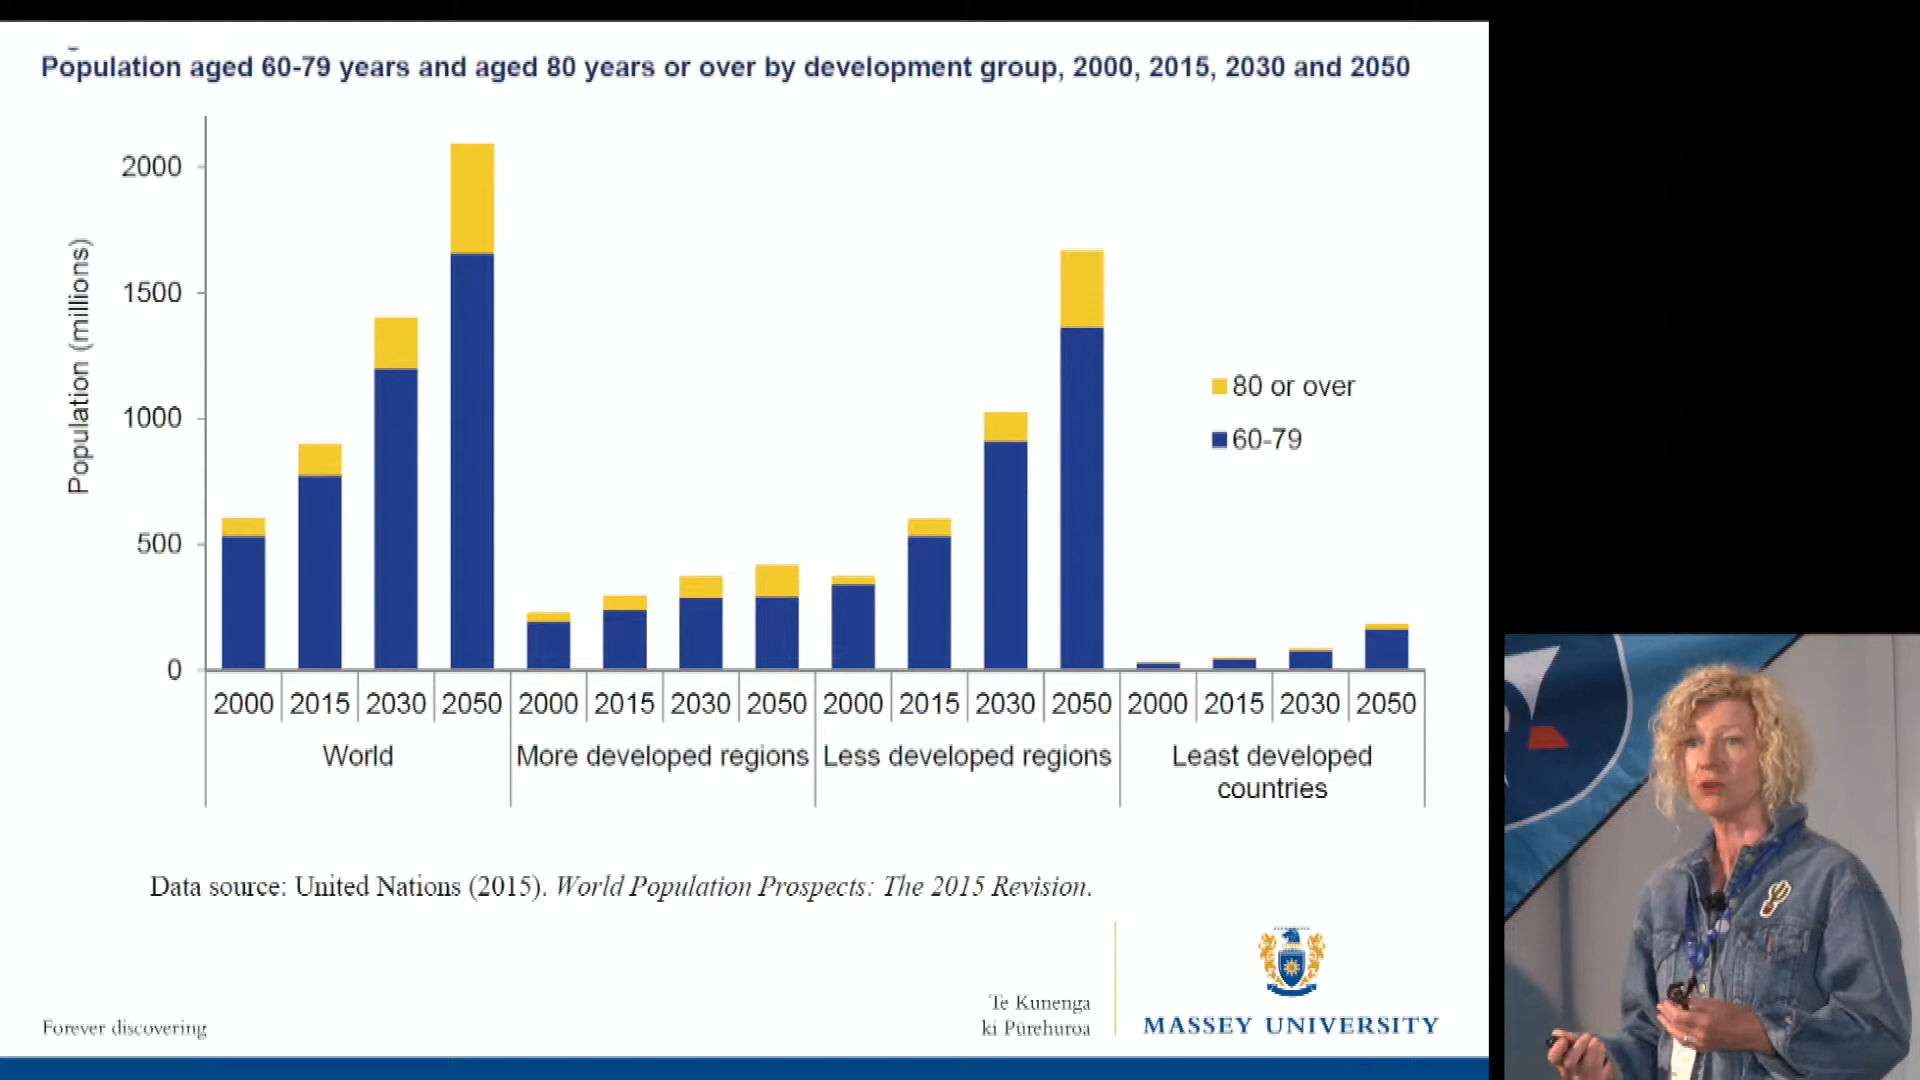 Population aged 60-79 years and aged 80 years or over by development group, 2000, 2015, 2030 and 2050
Population (millions)
2000
1500
1000
500
0
80 or over
60-79
2000 2015 2030 2050 2000 2015 2030 2050 2000 2015 2030 2050 2000 2015 2030 2050
World More developed regions Less developed regions Least developed
countries
Data source: United Nations (2015). World Population Prospects: The 2015 Revision.
Forever discovering
Te Kunenga
ki Pūrehuroa
MASSEY UNIVERSITY